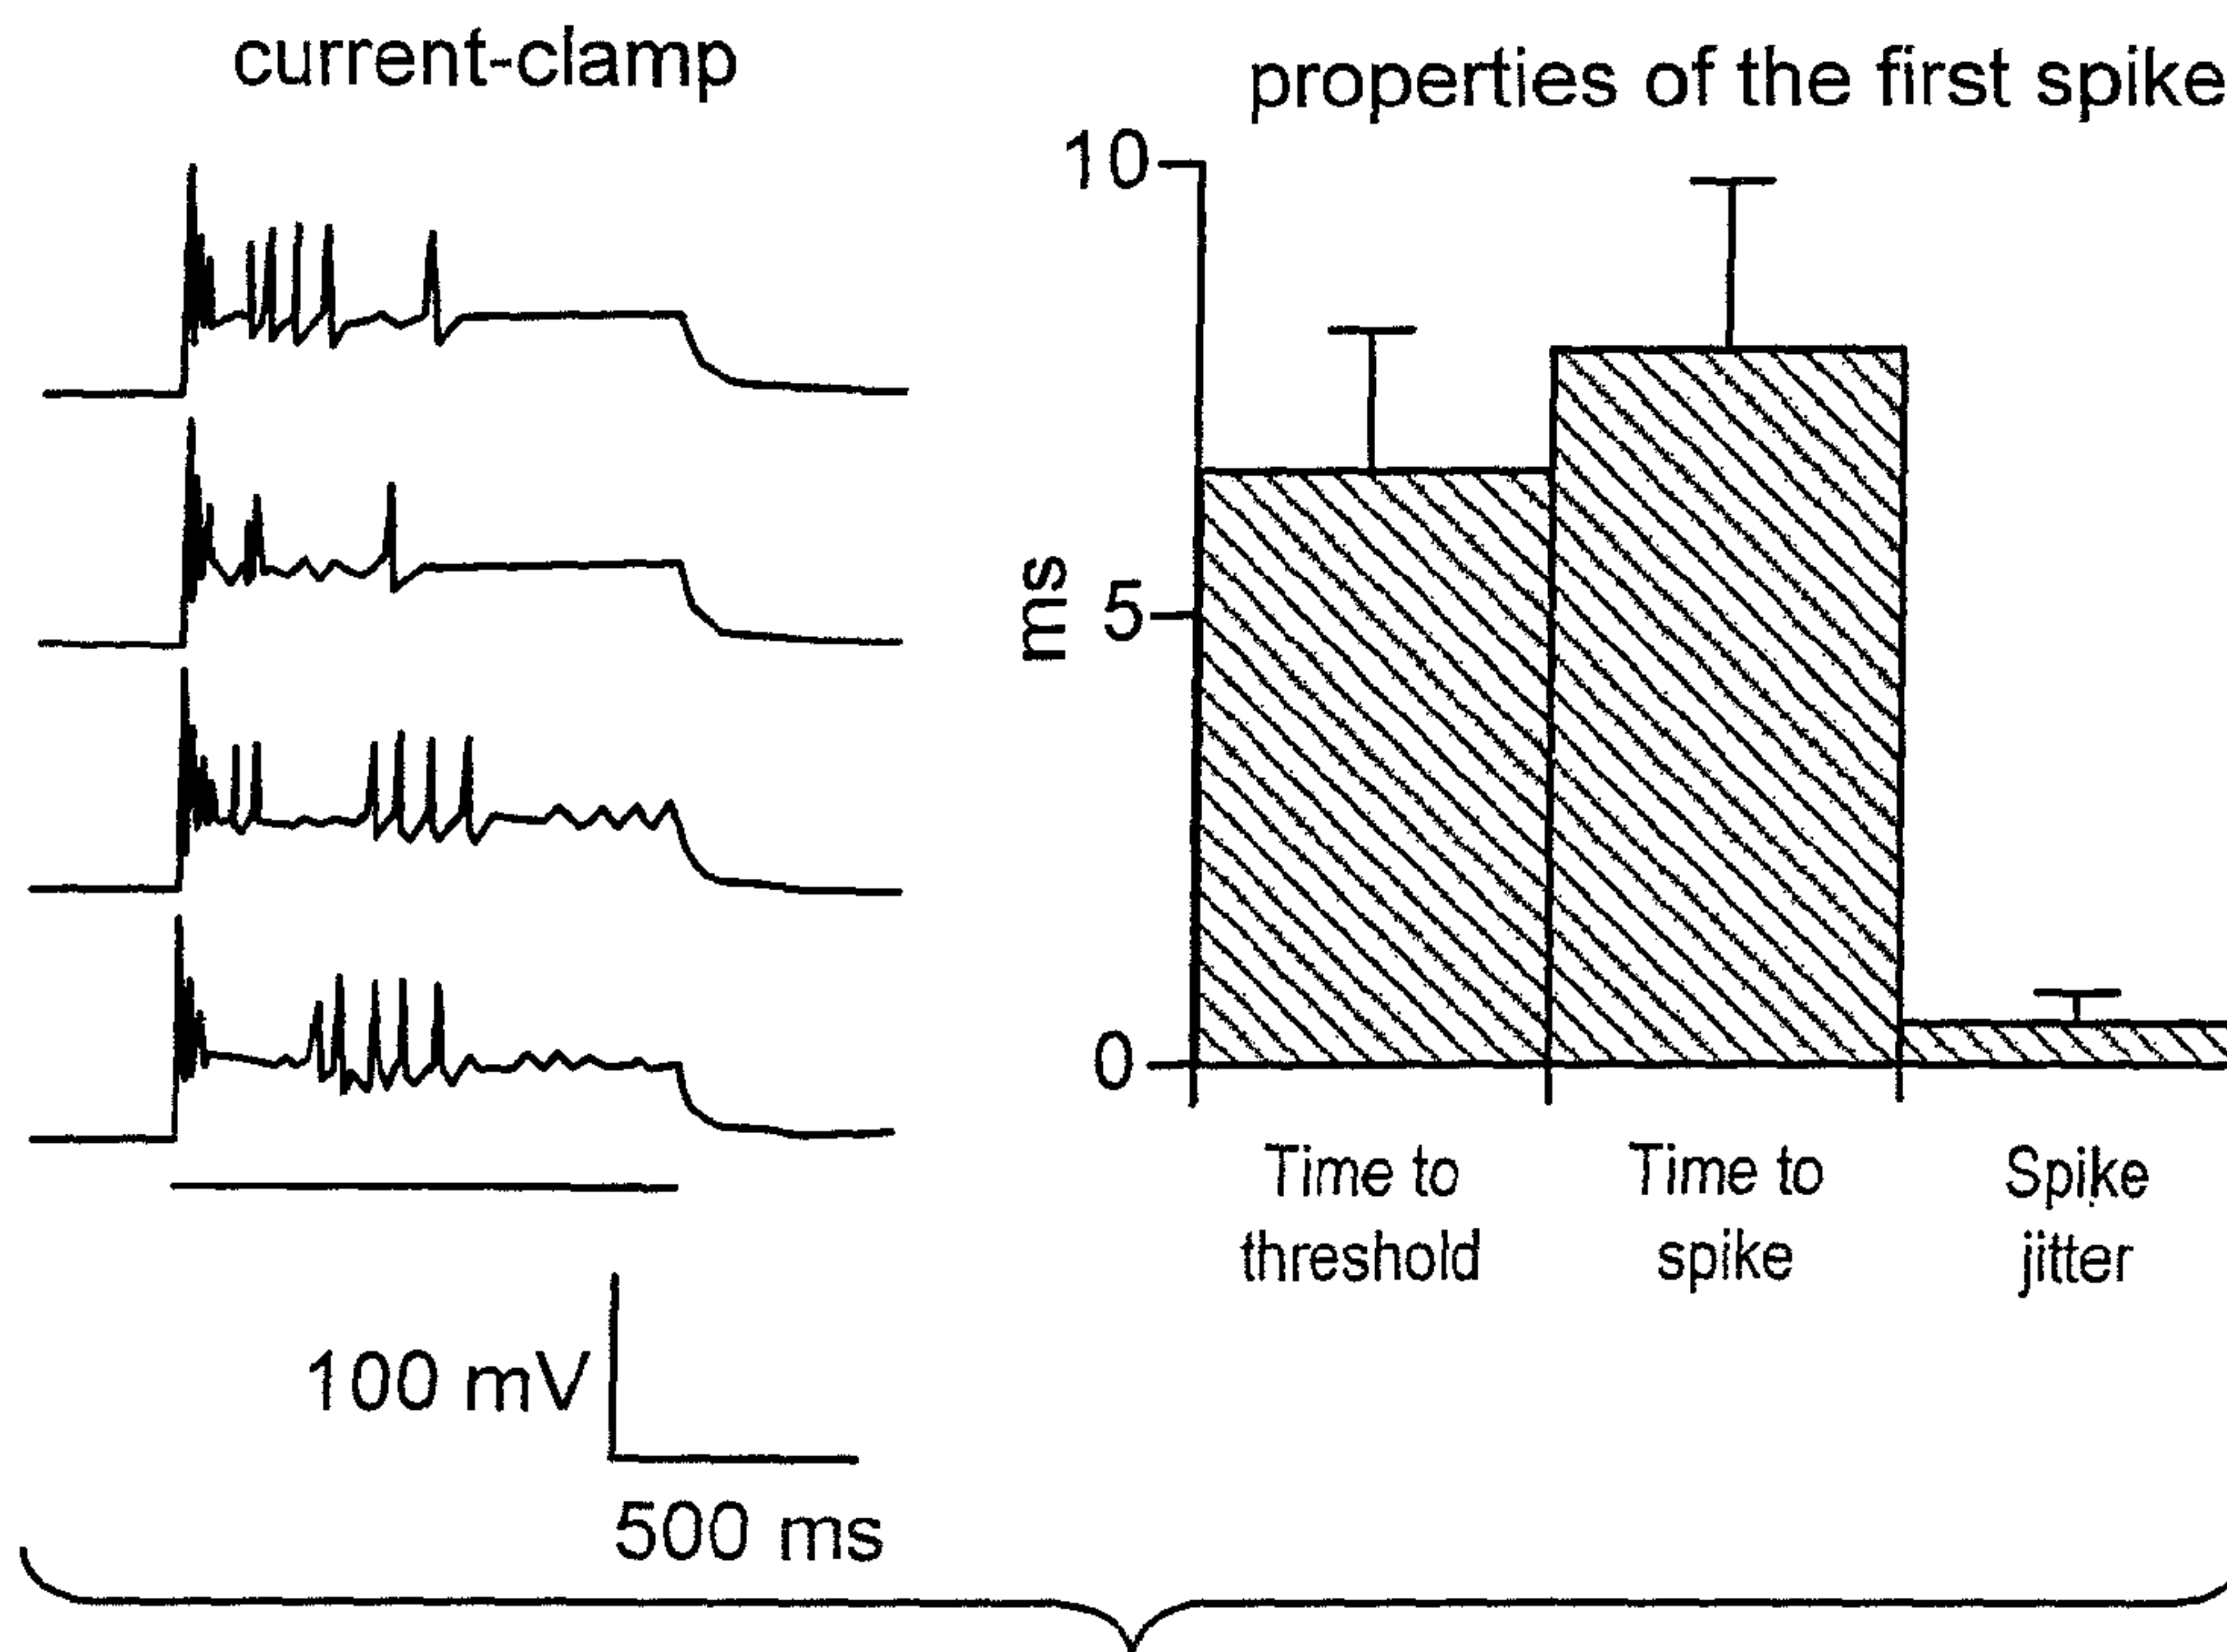 current-clamp
properties of the first spike
10
ms
5
0
Time to
threshold
Time to
spike
Spike
jitter
100 mV
500 ms